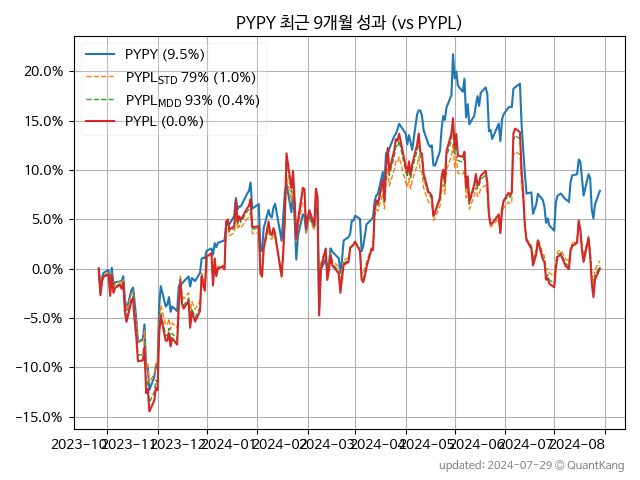 PYPY 최근 9개월 성과 (vs PYPL)
PYPY (9.5%)
PYPL_STD 79% (1.0%)
PYPL_MDD 93% (0.4%)
PYPL (0.0%)
20.0%
15.0%
10.0%
5.0%
0.0%
−5.0%
−10.0%
−15.0%
2023-10 2023-11 2023-12 2024-01 2024-02 2024-03 2024-04 2024-05 2024-06 2024-07 2024-08
updated: 2024-07-29 © QuantKang